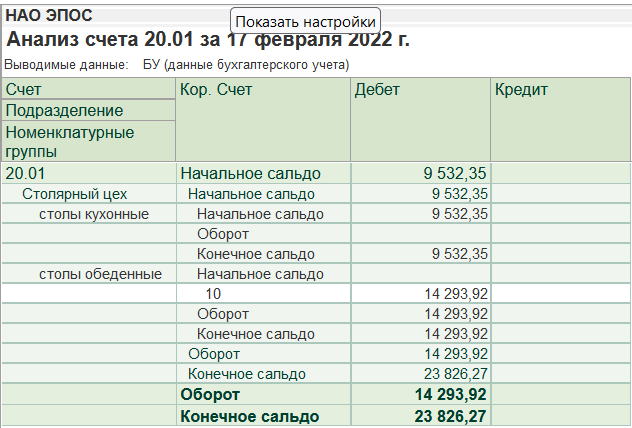 НАО ЭПОС
Показать настройки
Анализ счета 20.01 за 17 февраля 2022 г.
Выводимые данные: БУ (данные бухгалтерского учета)
Счет Кор. Счет Дебет Кредит
Подразделение
Номенклатурные
группы
20.01 Начальное сальдо 9 532,35
Столярный цех Начальное сальдо 9 532,35
столы кухонные Начальное сальдо 9 532,35
Оборот
Конечное сальдо 9 532,35
столы обеденные Начальное сальдо
10 14 293,92
Оборот 14 293,92
Конечное сальдо 14 293,92
Оборот 14 293,92
Конечное сальдо 23 826,27
Оборот 14 293,92
Конечное сальдо 23 826,27